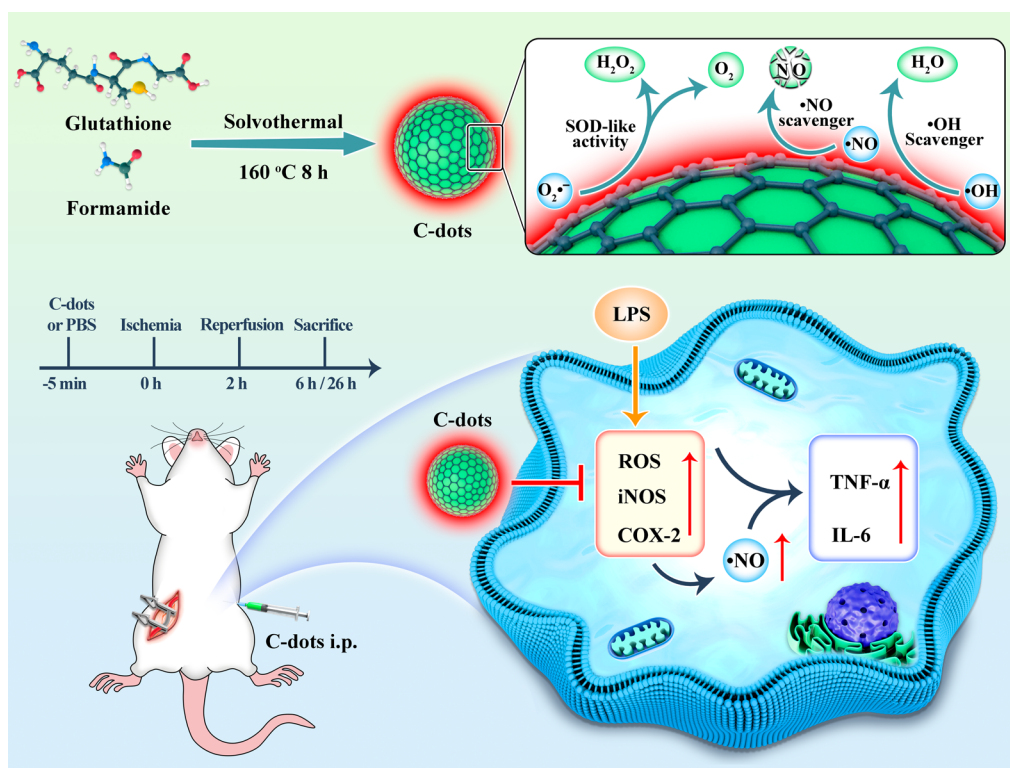 Glutathione
Formamide
Solvothermal
160 °C 8 h
C-dots
H₂O₂
O₂
NO
H₂O
SOD-like
activity
•NO
scavenger
•OH
Scavenger
O₂•⁻
•NO
•OH
C-dots
or PBS
Ischemia
Reperfusion
Sacrifice
-5 min
0 h
2 h
6 h / 26 h
C-dots i.p.
LPS
C-dots
ROS
iNOS
COX-2
•NO
TNF-α
IL-6